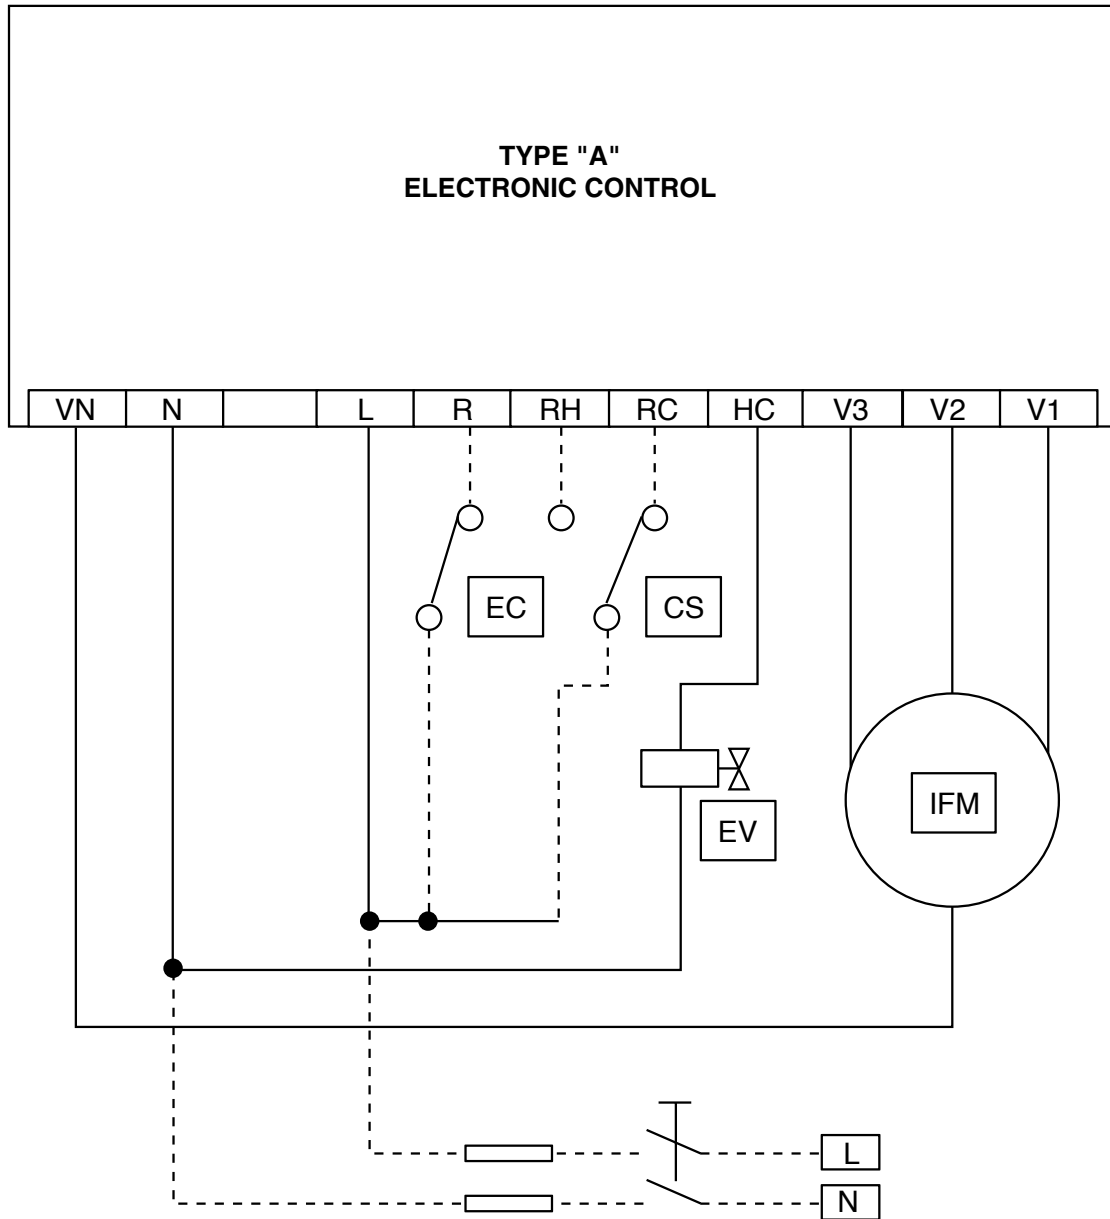 TYPE "A"
ELECTRONIC CONTROL
VN N L R RH RC HC V3 V2 V1
EC CS
IFM
EV
L
N